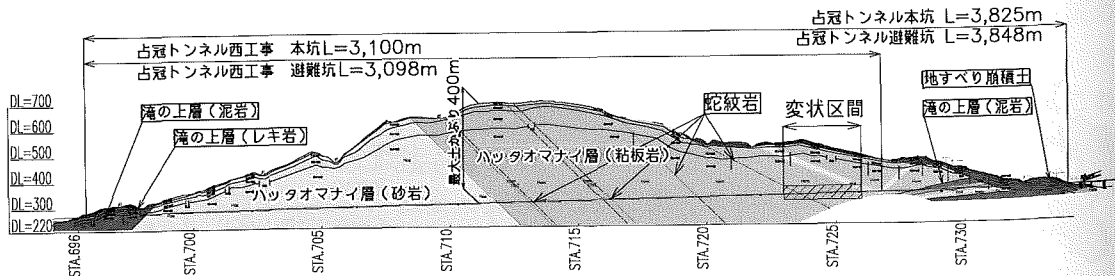 占冠トンネル本坑 L=3,825m
占冠トンネル西工事 本坑L=3,100m
占冠トンネル避難坑 L=3,848m
占冠トンネル西工事 避難坑L=3,098m
地すべり崩積土
DL=700
滝の上層(泥岩)
最大土かぶり400m
蛇紋岩
変状区間
滝の上層(泥岩)
DL=600
滝の上層(レキ岩)
DL=500
ハッタオマナイ層(粘板岩)
DL=400
ハッタオマナイ層(砂岩)
DL=300
DL=220
STA.696
STA.700
STA.705
STA.710
STA.715
STA.720
STA.725
STA.730